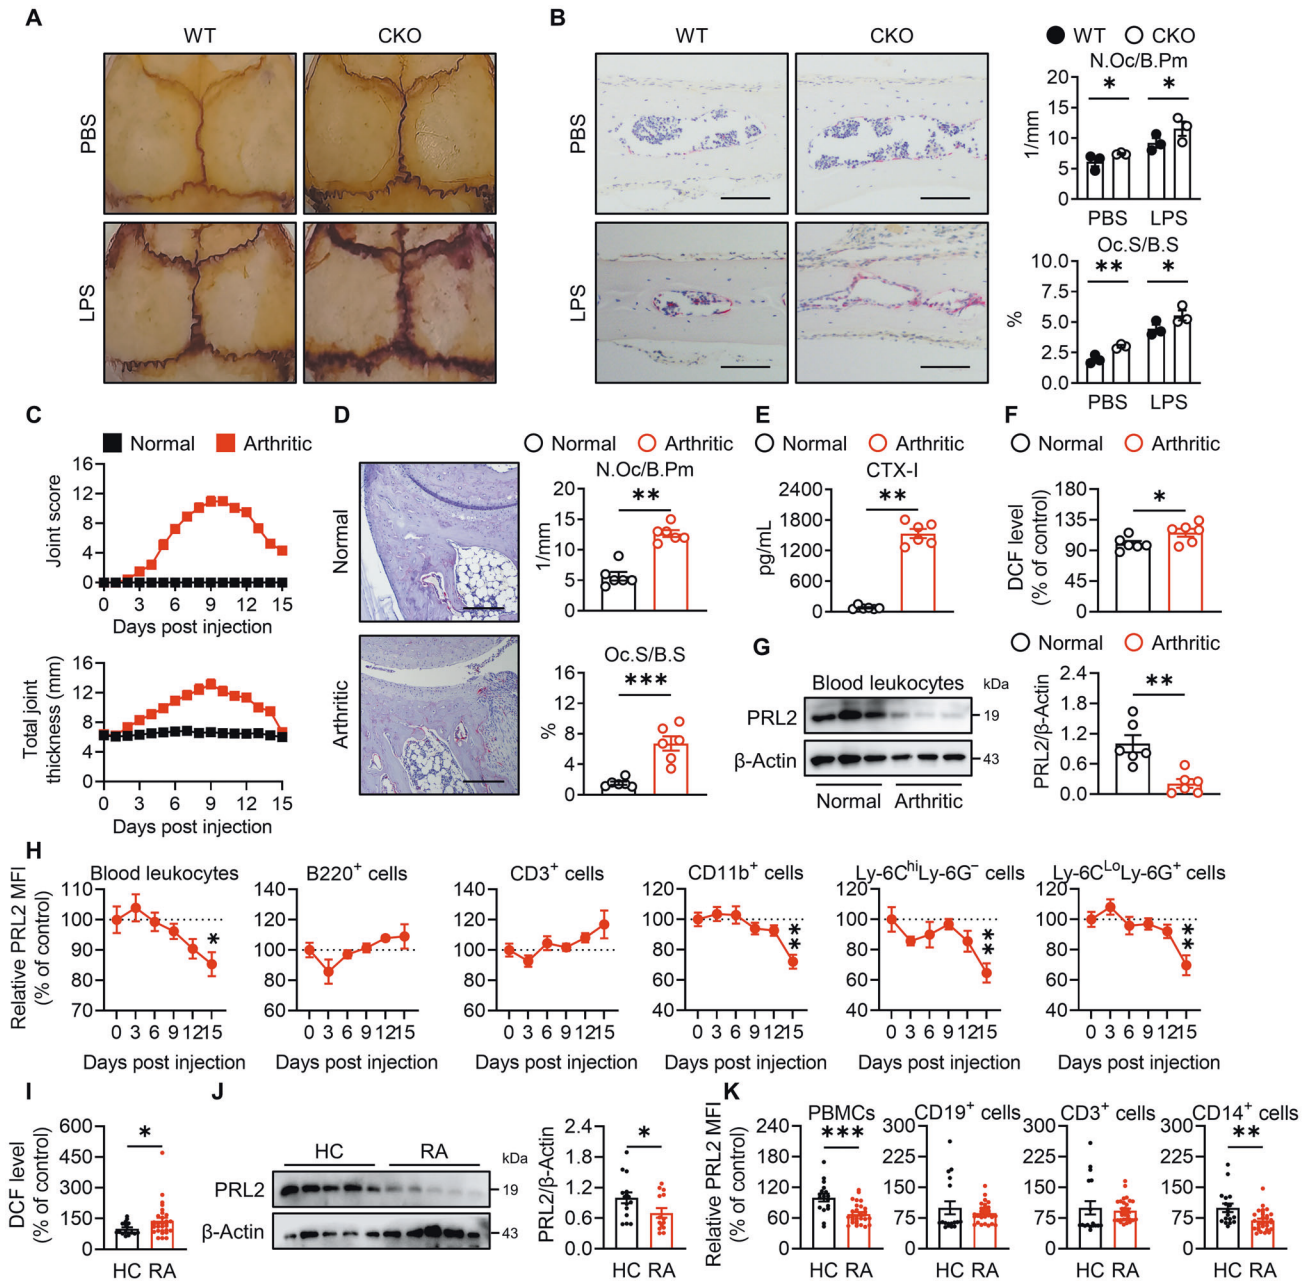 A
WT
CKO
PBS
LPS
B
WT
CKO
PBS
LPS
WT CKO
N.Oc/B.Pm
1/mm
20
15
10
5
0
* *
PBS LPS
Oc.S/B.S
%
10.0
7.5
5.0
2.5
0.0
** *
PBS LPS
C
Normal Arthritic
Joint score
16
12
8
4
0
0 3 6 9 12 15
Days post injection
Total joint
thickness (mm)
16
12
8
4
0
0 3 6 9 12 15
Days post injection
D
Normal
Arthritic
Normal Arthritic
N.Oc/B.Pm
1/mm
20
15
10
5
0
**
Oc.S/B.S
%
16
12
8
4
0
***
E
Normal Arthritic
CTX-I
pg/mL
2400
1800
1200
600
0
**
F
Normal Arthritic
DCF level
(% of control)
180
135
90
45
0
*
G
Blood leukocytes
kDa
PRL2
19
β-Actin
43
Normal Arthritic
Normal Arthritic
PRL2/β-Actin
2.4
1.8
1.2
0.6
0.0
**
H
Relative PRL2 MFI
(% of control)
Blood leukocytes
110
100
90
80
70
*
0 3 6 9 1215
Days post injection
B220+ cells
140
120
100
80
60
0 3 6 9 1215
Days post injection
CD3+ cells
140
120
100
80
60
0 3 6 9 1215
Days post injection
CD11b+ cells
120
100
80
60
40
**
0 3 6 9 1215
Days post injection
Ly-6ChiLy-6G− cells
120
100
80
60
40
**
0 3 6 9 1215
Days post injection
Ly-6CLoLy-6G+ cells
120
100
80
60
40
**
0 3 6 9 1215
Days post injection
I
DCF level
(% of control)
600
450
300
150
0
*
HC RA
J
HC RA
kDa
PRL2
19
β-Actin
43
PRL2/β-Actin
2.4
1.8
1.2
0.6
0.0
*
HC RA
K
Relative PRL2 MFI
(% of control)
PBMCs
240
180
120
60
0
***
HC RA
CD19+ cells
300
225
150
75
0
HC RA
CD3+ cells
300
225
150
75
0
HC RA
CD14+ cells
300
225
150
75
0
**
HC RA